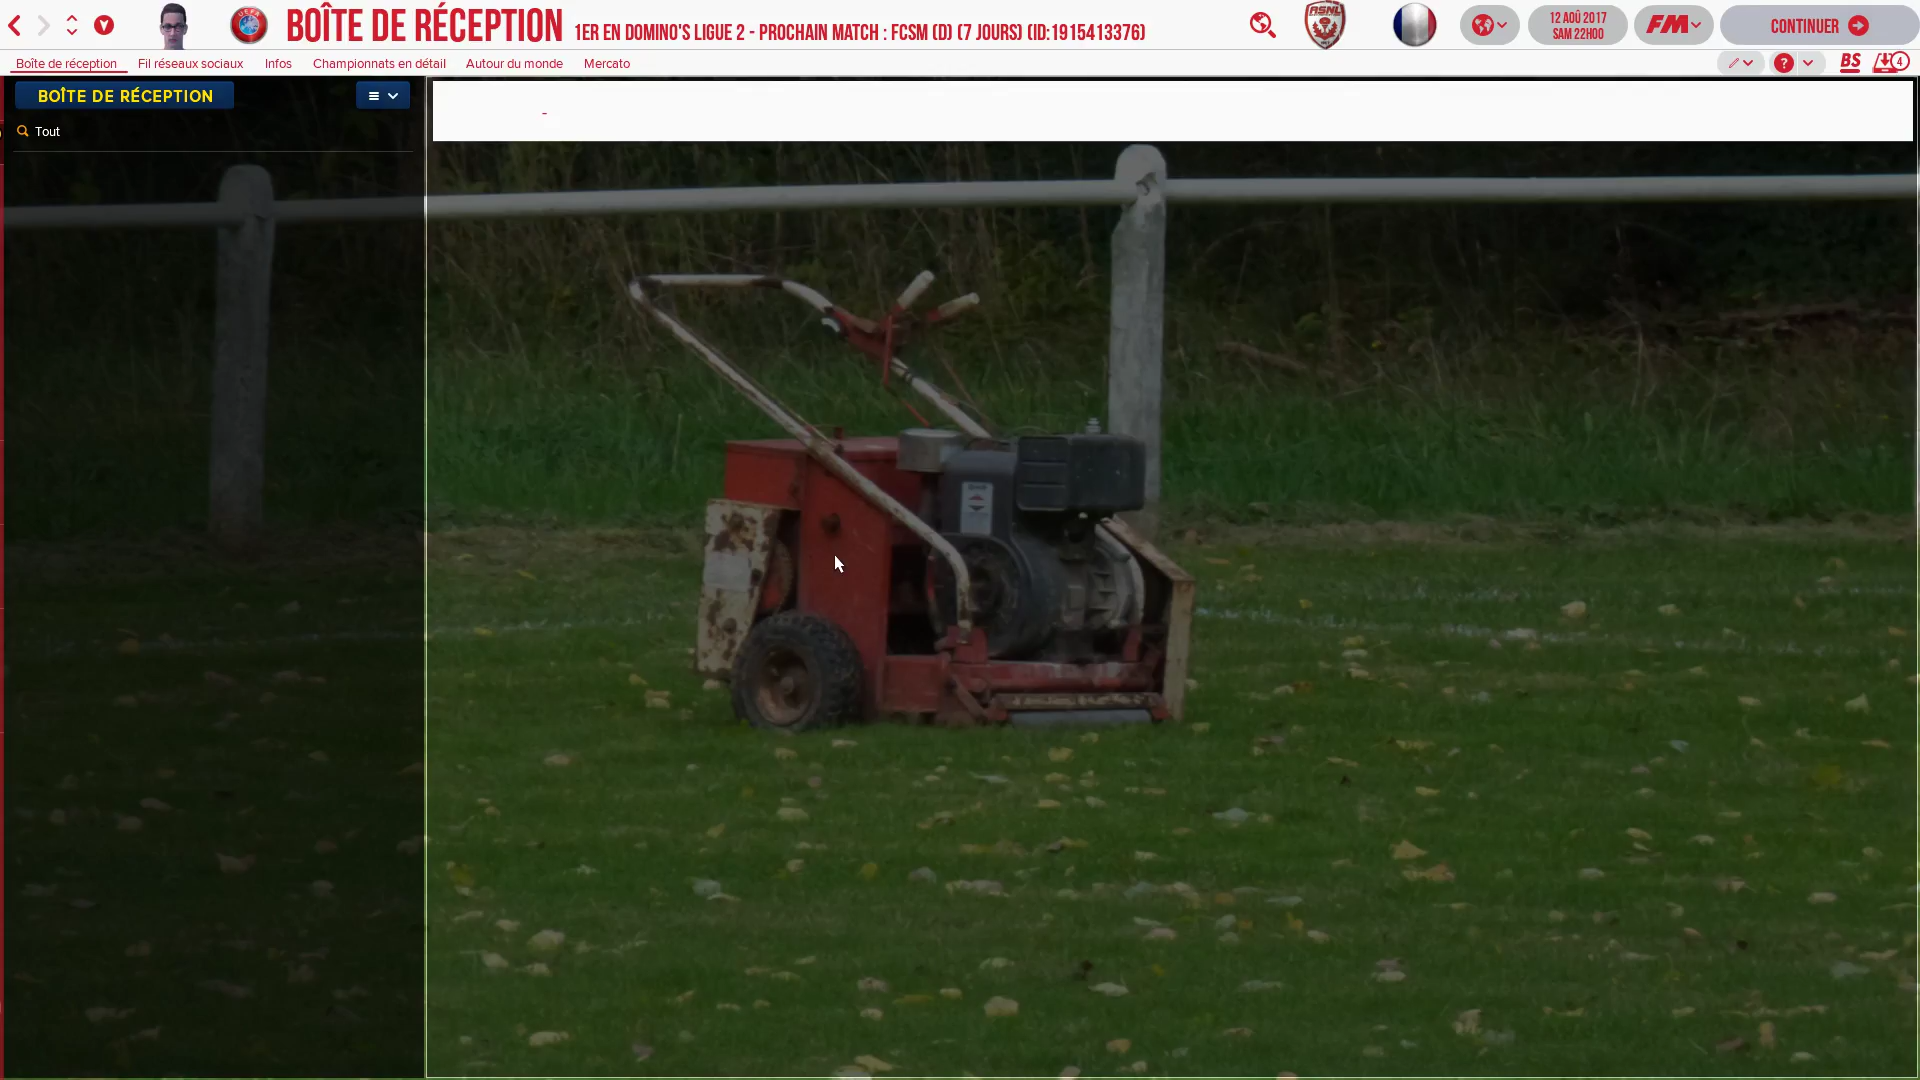 BOÎTE DE RÉCEPTION 1ER EN DOMINO'S LIGUE 2 - PROCHAIN MATCH : FCSM (D) (7 JOURS) (ID:1915413376)
UEFA
ASNL
12 AOÛ 2017
SAM 22H00
FM
CONTINUER
Boîte de réception Fil réseaux sociaux Infos Championnats en détail Autour du monde Mercato
? BS 4
BOÎTE DE RÉCEPTION
-
Tout